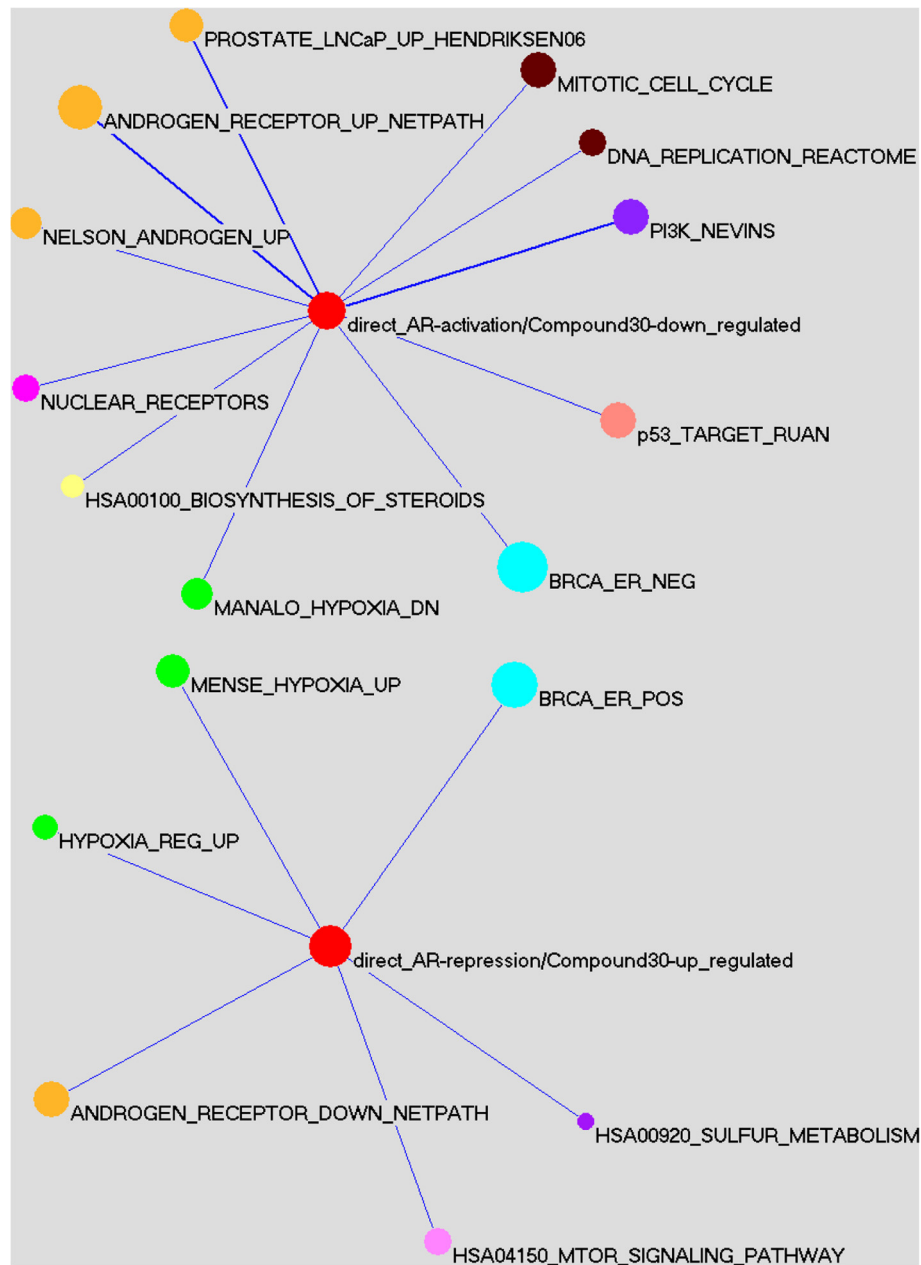 PROSTATE_LNCaP_UP_HENDRIKSEN06
MITOTIC_CELL_CYCLE
ANDROGEN_RECEPTOR_UP_NETPATH
DNA_REPLICATION_REACTOME
PI3K_NEVINS
NELSON_ANDROGEN_UP
direct_AR-activation/Compound30-down_regulated
NUCLEAR_RECEPTORS
p53_TARGET_RUAN
HSA00100_BIOSYNTHESIS_OF_STEROIDS
BRCA_ER_NEG
MANALO_HYPOXIA_DN
MENSE_HYPOXIA_UP
BRCA_ER_POS
HYPOXIA_REG_UP
direct_AR-repression/Compound30-up_regulated
ANDROGEN_RECEPTOR_DOWN_NETPATH
HSA00920_SULFUR_METABOLISM
HSA04150_MTOR_SIGNALING_PATHWAY